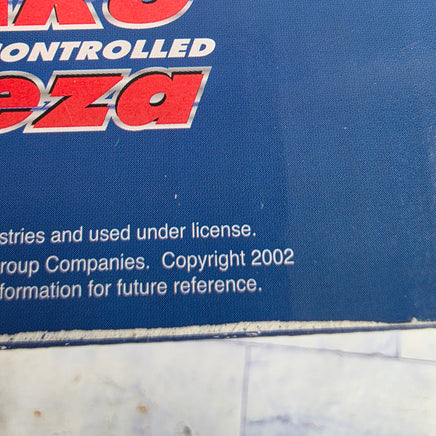 CONTROLLED
eza
stries and used under license.
roup Companies. Copyright 2002
formation for future reference.